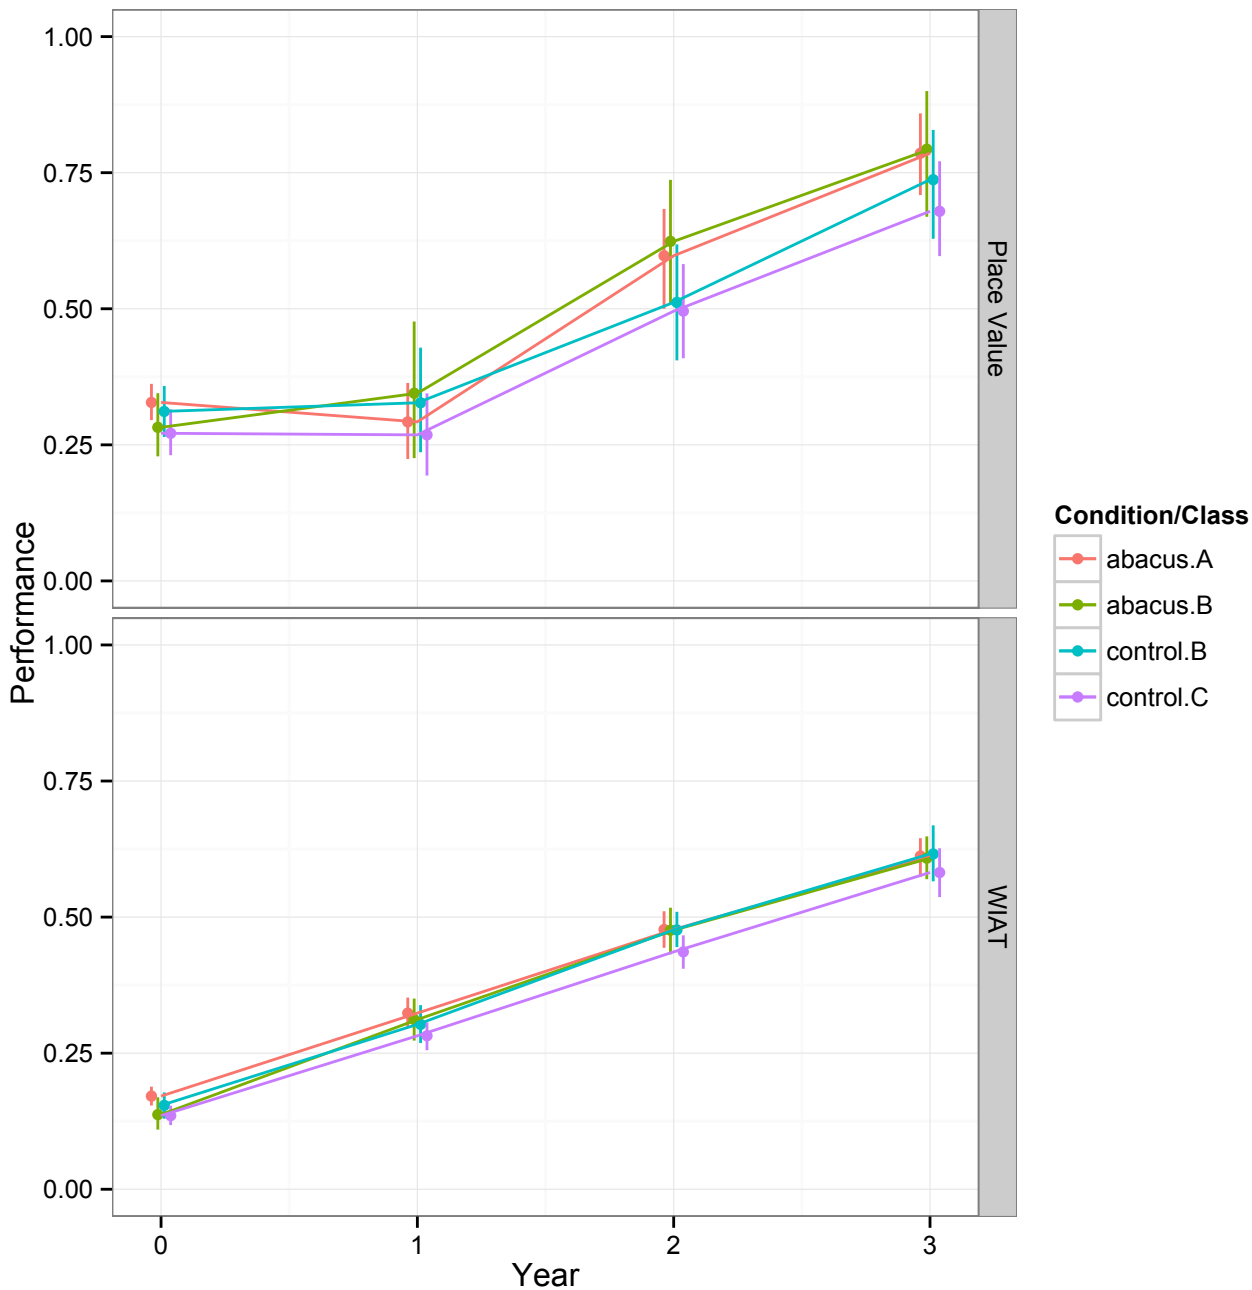 1.00
0.75
0.50
0.25
0.00
Place Value
Performance
1.00
0.75
0.50
0.25
0.00
WIAT
0 1 2 3
Year
Condition/Class
abacus.A
abacus.B
control.B
control.C